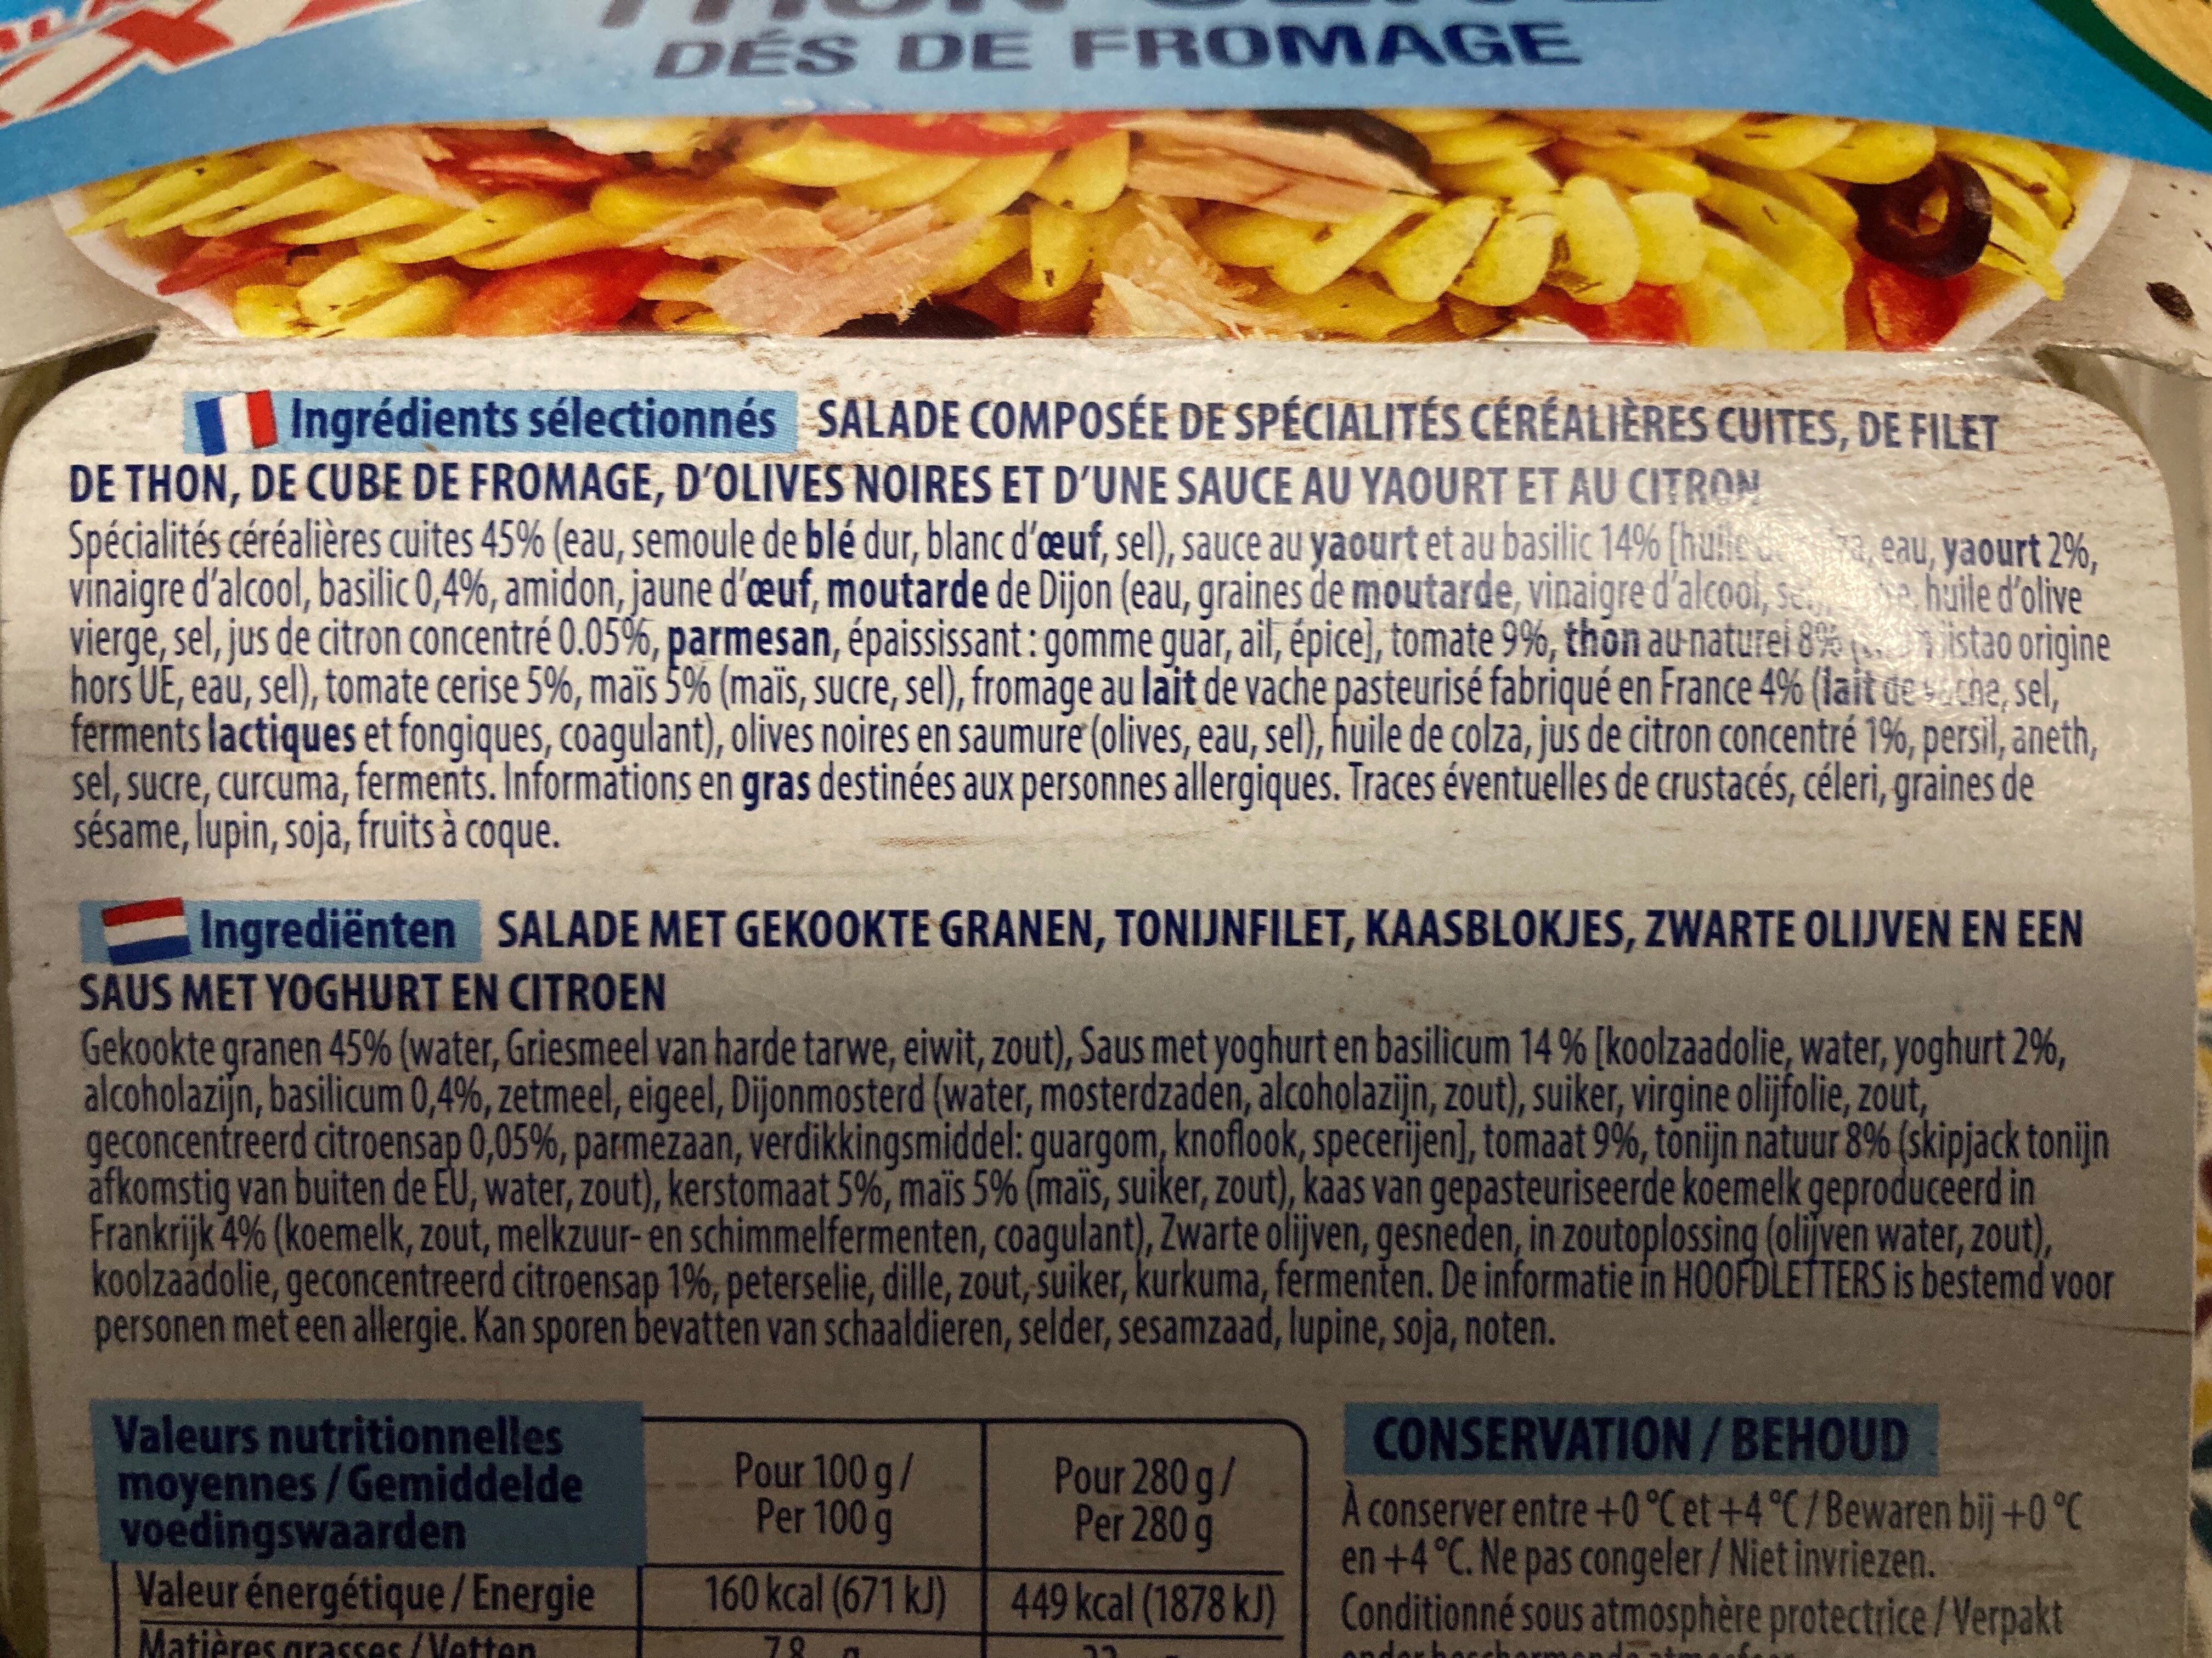 DÉS DE FROMAGE
Ingrédients sélectionnés SALADE COMPOSÉE DE SPÉCIALITÉS CÉRÉALIÈRES CUITES, DE FILET
DE THON, DE CUBE DE FROMAGE, D'OLIVES NOIRES ET D'UNE SAUCE AU YAOURT ET AU CITRON
Spécialités céréalières cuites 45% (eau, semoule de blé dur, blanc d'œuf, sel), sauce au yaourt et au basilic 14% [huile eau, yaourt 2%,
vinaigre d'alcool, basilic 0,4%, amidon, jaune d'œuf, moutarde de Dijon (eau, graines de moutarde, vinaigre d'alcool, huile d'olive
vierge, sel, jus de citron concentré 0.05%, parmesan, épaississant : gomme guar, ail, épice], tomate 9%, thon au naturel 8% origine
hors UE, eau, sel), tomate cerise 5%, maïs 5% (maïs, sucre, sel), fromage au lait de vache pasteurisé fabriqué en France 4% (lait de vache, sel,
ferments lactiques et fongiques, coagulant), olives noires en saumure (olives, eau, sel), huile de colza, jus de citron concentré 1%, persil, aneth,
sel, sucre, curcuma, ferments. Informations en gras destinées aux personnes allergiques. Traces éventuelles de crustacés, céleri, graines de
sésame, lupin, soja, fruits à coque.
Ingrediënten SALADE MET GEKOOKTE GRANEN, TONIJNFILET, KAASBLOKJES, ZWARTE OLIJVEN EN EEN
SAUS MET YOGHURT EN CITROEN
Gekookte granen 45% (water, Griesmeel van harde tarwe, eiwit, zout), Saus met yoghurt en basilicum 14 % [koolzaadolie, water, yoghurt 2%,
alcoholazijn, basilicum 0,4%, zetmeel, eigeel, Dijonmosterd (water, mosterdzaden, alcoholazijn, zout), suiker, virgine olijfolie, zout,
geconcentreerd citroensap 0,05%, parmezaan, verdikkingsmiddel: guargom, knoflook, specerijen], tomaat 9%, tonijn natuur 8% (skipjack tonijn
afkomstig van buiten de EU, water, zout), kerstomaat 5%, maïs 5% (maïs, suiker, zout), kaas van gepasteuriseerde koemelk geproduceerd in
Frankrijk 4% (koemelk, zout, melkzuur- en schimmelfermenten, coagulant), Zwarte olijven, gesneden, in zoutoplossing (olijven water, zout),
koolzaadolie, geconcentreerd citroensap 1%, peterselie, dille, zout, suiker, kurkuma, fermenten. De informatie in HOOFDLETTERS is bestemd voor
personen met een allergie. Kan sporen bevatten van schaaldieren, selder, sesamzaad, lupine, soja, noten.
Valeurs nutritionnelles
moyennes / Gemiddelde
voedingswaarden
Pour 100 g /
Per 100 g
Pour 280 g /
Per 280 g
Valeur énergétique / Energie 160 kcal (671 kJ) 449 kcal (1878 kJ)
Matières grasses / Vetten 7,8 g
CONSERVATION / BEHOUD
À conserver entre +0 °C et +4 °C / Bewaren bij +0 °C
en +4 °C. Ne pas congeler / Niet invriezen.
Conditionné sous atmosphère protectrice / Verpakt